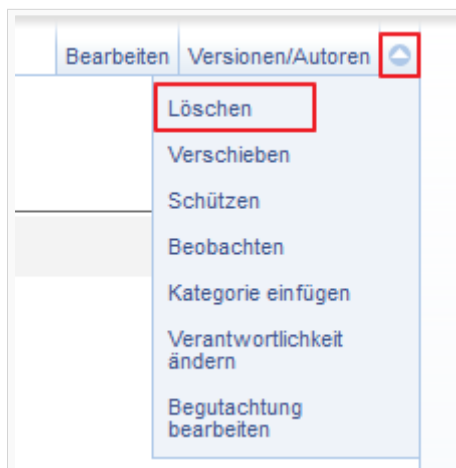 Bearbeiten Versionen/Autoren
Löschen
Verschieben
Schützen
Beobachten
Kategorie einfügen
Verantwortlichkeit
ändern
Begutachtung
bearbeiten